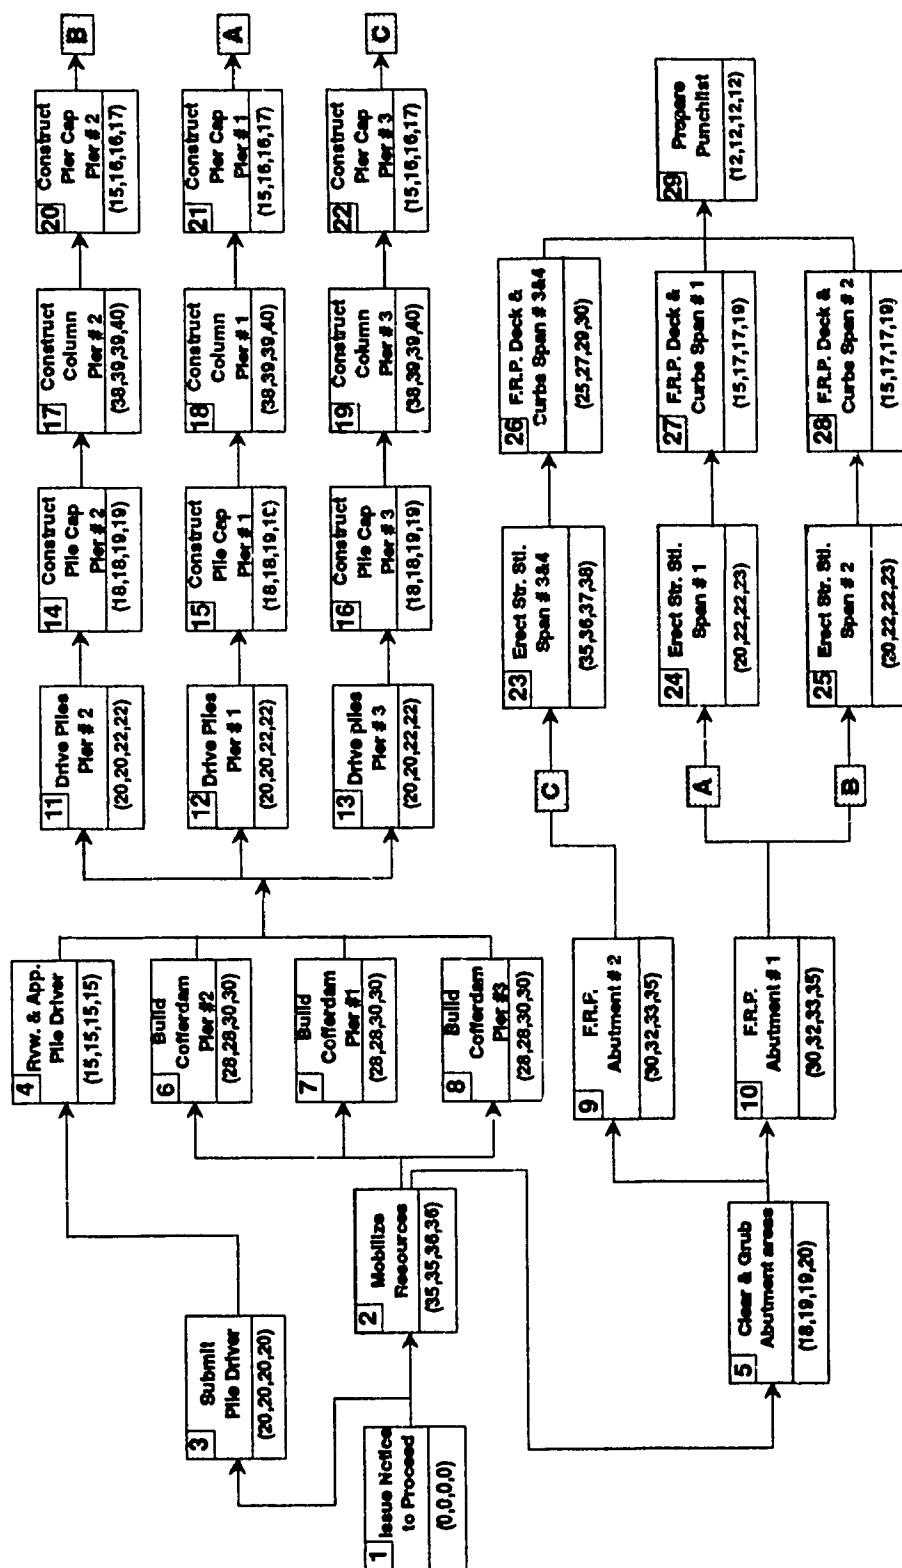 1
Issue Notice
to Proceed
(0,0,0,0)
2
Mobilize
Resources
(35,35,36,36)
3
Submit
Pile Driver
(20,20,20,20)
4
Rvw. & App.
Pile Driver
(15,15,15,15)
5
Clear & Grub
Abutment areas
(18,19,19,20)
6
Build
Cofferdam
Pier #2
(28,28,30,30)
7
Build
Cofferdam
Pier #1
(28,28,30,30)
8
Build
Cofferdam
Pier #3
(28,28,30,30)
9
F.R.P.
Abutment # 2
(30,32,33,35)
10
F.R.P.
Abutment # 1
(30,32,33,35)
11 Drive Piles
Pier # 2
(20,20,22,22)
12 Drive Piles
Pier # 1
(20,20,22,22)
13 Drive piles
Pier # 3
(20,20,22,22)
14 Construct
Pile Cap
Pier # 2
(18,18,19,19)
15 Construct
Pile Cap
Pier # 1
(18,18,19,1C)
16 Construct
Pile Cap
Pier # 3
(18,18,19,19)
17 Construct
Column
Pier # 2
(38,39,39,40)
18 Construct
Column
Pier # 1
(38,39,39,40)
19 Construct
Column
Pier # 3
(38,39,39,40)
20 Construct
Pier Cap
Pier # 2
(15,16,16,17)
B
21 Construct
Pier Cap
Pier # 1
(15,16,16,17)
A
22 Construct
Pier Cap
Pier # 3
(15,16,16,17)
C
C
23 Erect Str. Stl.
Span # 3&4
(35,36,37,38)
A
24 Erect Str. Stl.
Span # 1
(20,22,22,23)
B
25 Erect Str. Stl.
Span # 2
(20,22,22,23)
26 F.R.P. Deck &
Curbs Span # 3&4
(25,27,29,30)
27 F.R.P. Deck &
Curbs Span # 1
(15,17,17,19)
28 F.R.P. Deck &
Curbs Span # 2
(15,17,17,19)
29 Prepare
Punchlist
(12,12,12,12)